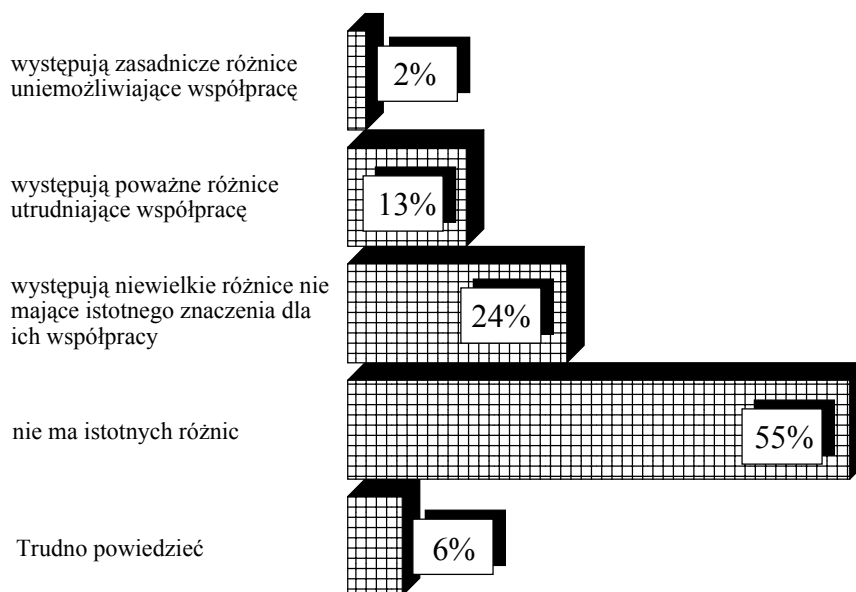 występują zasadnicze różnice
uniemożliwiające współpracę
2%
występują poważne różnice
utrudniające współpracę
13%
występują niewielkie różnice nie
mające istotnego znaczenia dla
ich współpracy
24%
nie ma istotnych różnic
55%
Trudno powiedzieć
6%